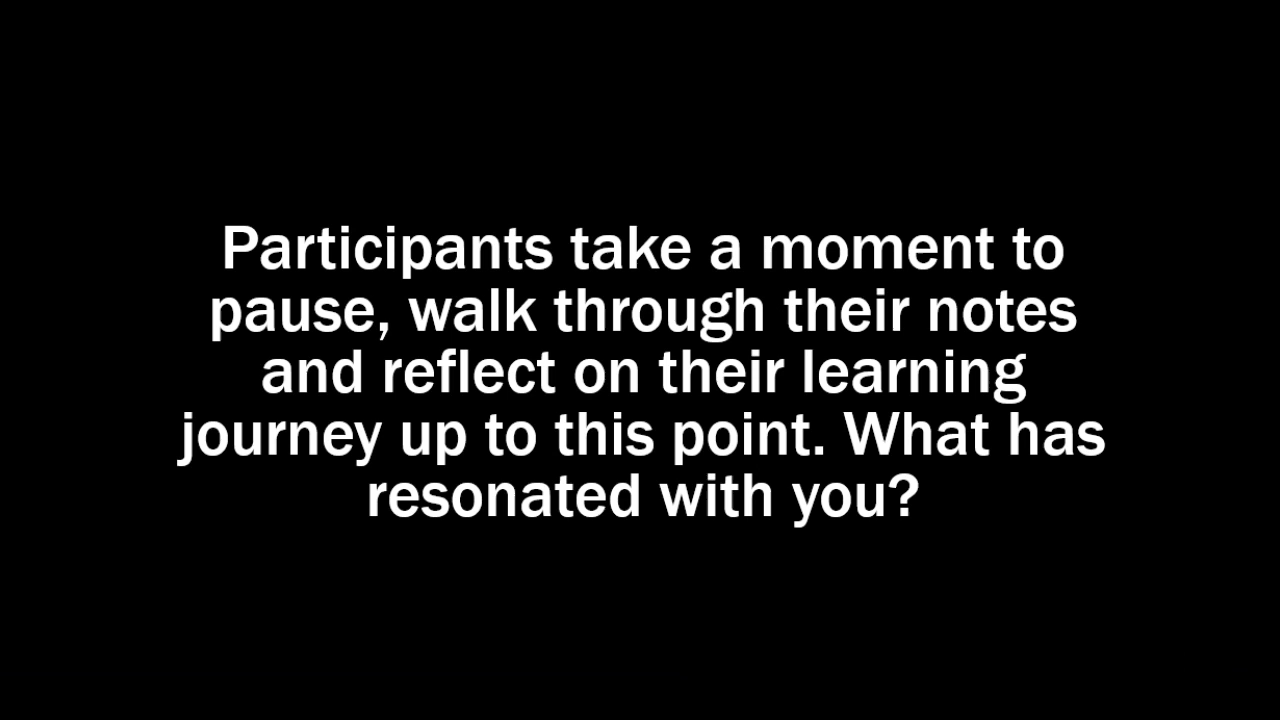 Participants take a moment to
pause, walk through their notes
and reflect on their learning
journey up to this point. What has
resonated with you?